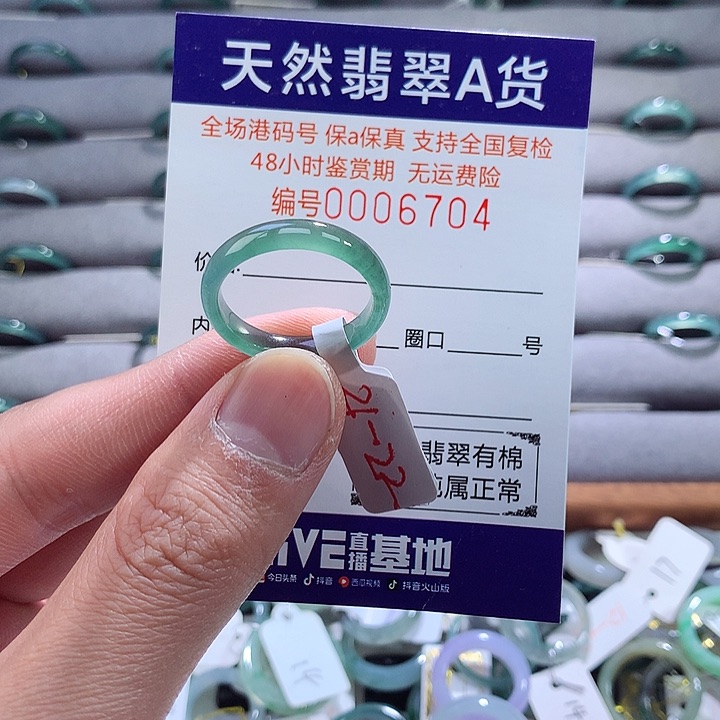 天然翡翠A货
全场港码号 保a保真 支持全国复检
48小时鉴赏期 无运费险
编号0006704
价
内
圈口 号
翡翠有棉
属正常
VE直播基地
今日头条 抖音 西瓜视频 抖音火山版